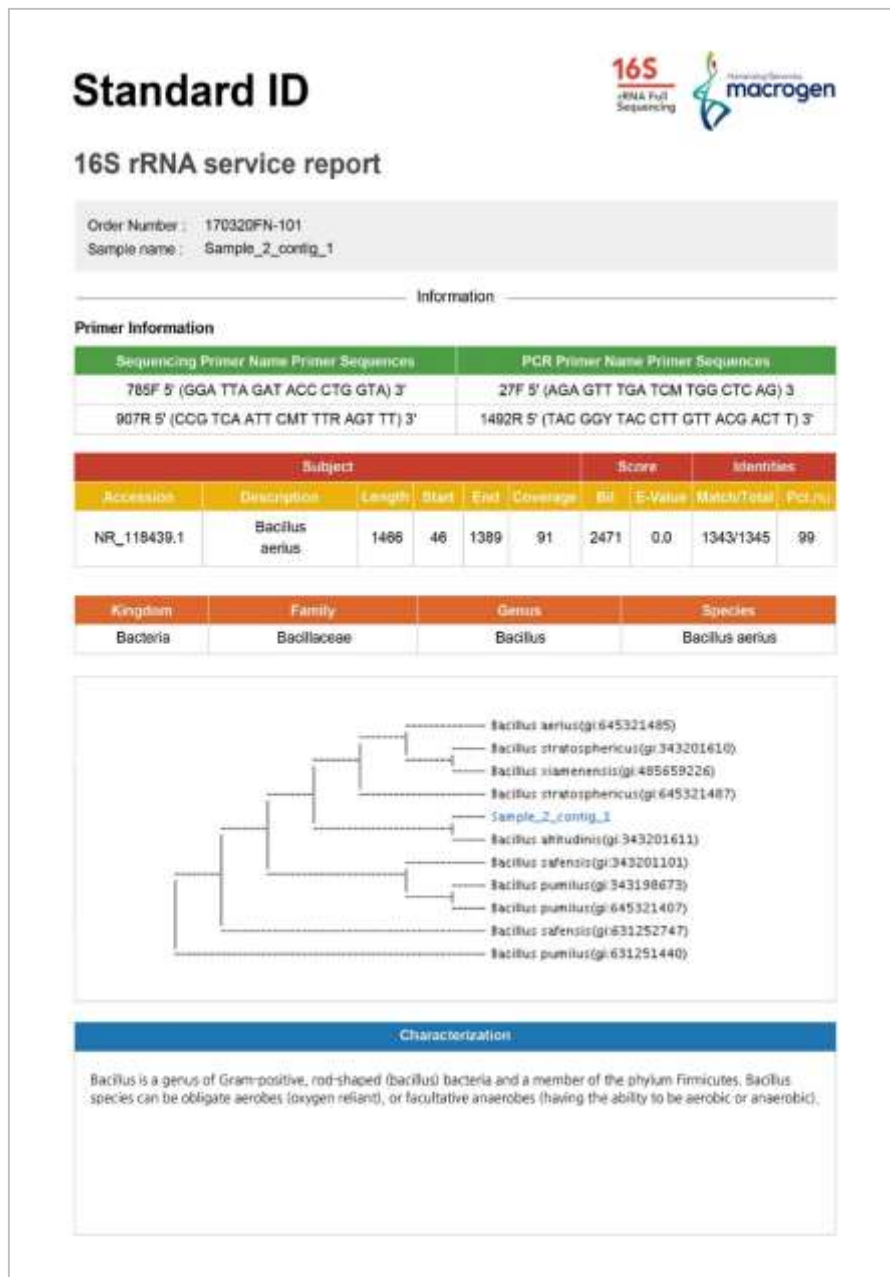 Standard ID
16S
rRNA Full
Sequencing
macrogen
16S rRNA service report
Order Number : 170320FN-101
Sample name : Sample_2_contig_1
Information
Primer Information
Sequencing Primer Name Primer Sequences PCR Primer Name Primer Sequences
785F 5' (GGA TTA GAT ACC CTG GTA) 3' 27F 5' (AGA GTT TGA TCM TGG CTC AG) 3
907R 5' (CCG TCA ATT CMT TTR AGT TT) 3' 1492R 5' (TAC GGY TAC CTT GTT ACG ACT T) 3'
Subject Score Identities
Accession Description Length Start End Coverage Bit E-Value Match/Total Pct.(%)
NR_118439.1 Bacillus aerius 1466 46 1389 91 2471 0.0 1343/1345 99
Kingdom Family Genus Species
Bacteria Bacillaceae Bacillus Bacillus aerius
Bacillus aerius(gi:645321485)
Bacillus stratosphericus(gi:343201610)
Bacillus xiamenensis(gi:485659226)
Bacillus stratosphericus(gi:645321487)
Sample_2_contig_1
Bacillus altitudinis(gi:343201611)
Bacillus safensis(gi:343201101)
Bacillus pumilus(gi:343198673)
Bacillus pumilus(gi:645321407)
Bacillus safensis(gi:631252747)
Bacillus pumilus(gi:631251440)
Characterization
Bacillus is a genus of Gram-positive, rod-shaped (bacillus) bacteria and a member of the phylum Firmicutes. Bacillus
species can be obligate aerobes (oxygen reliant), or facultative anaerobes (having the ability to be aerobic or anaerobic).